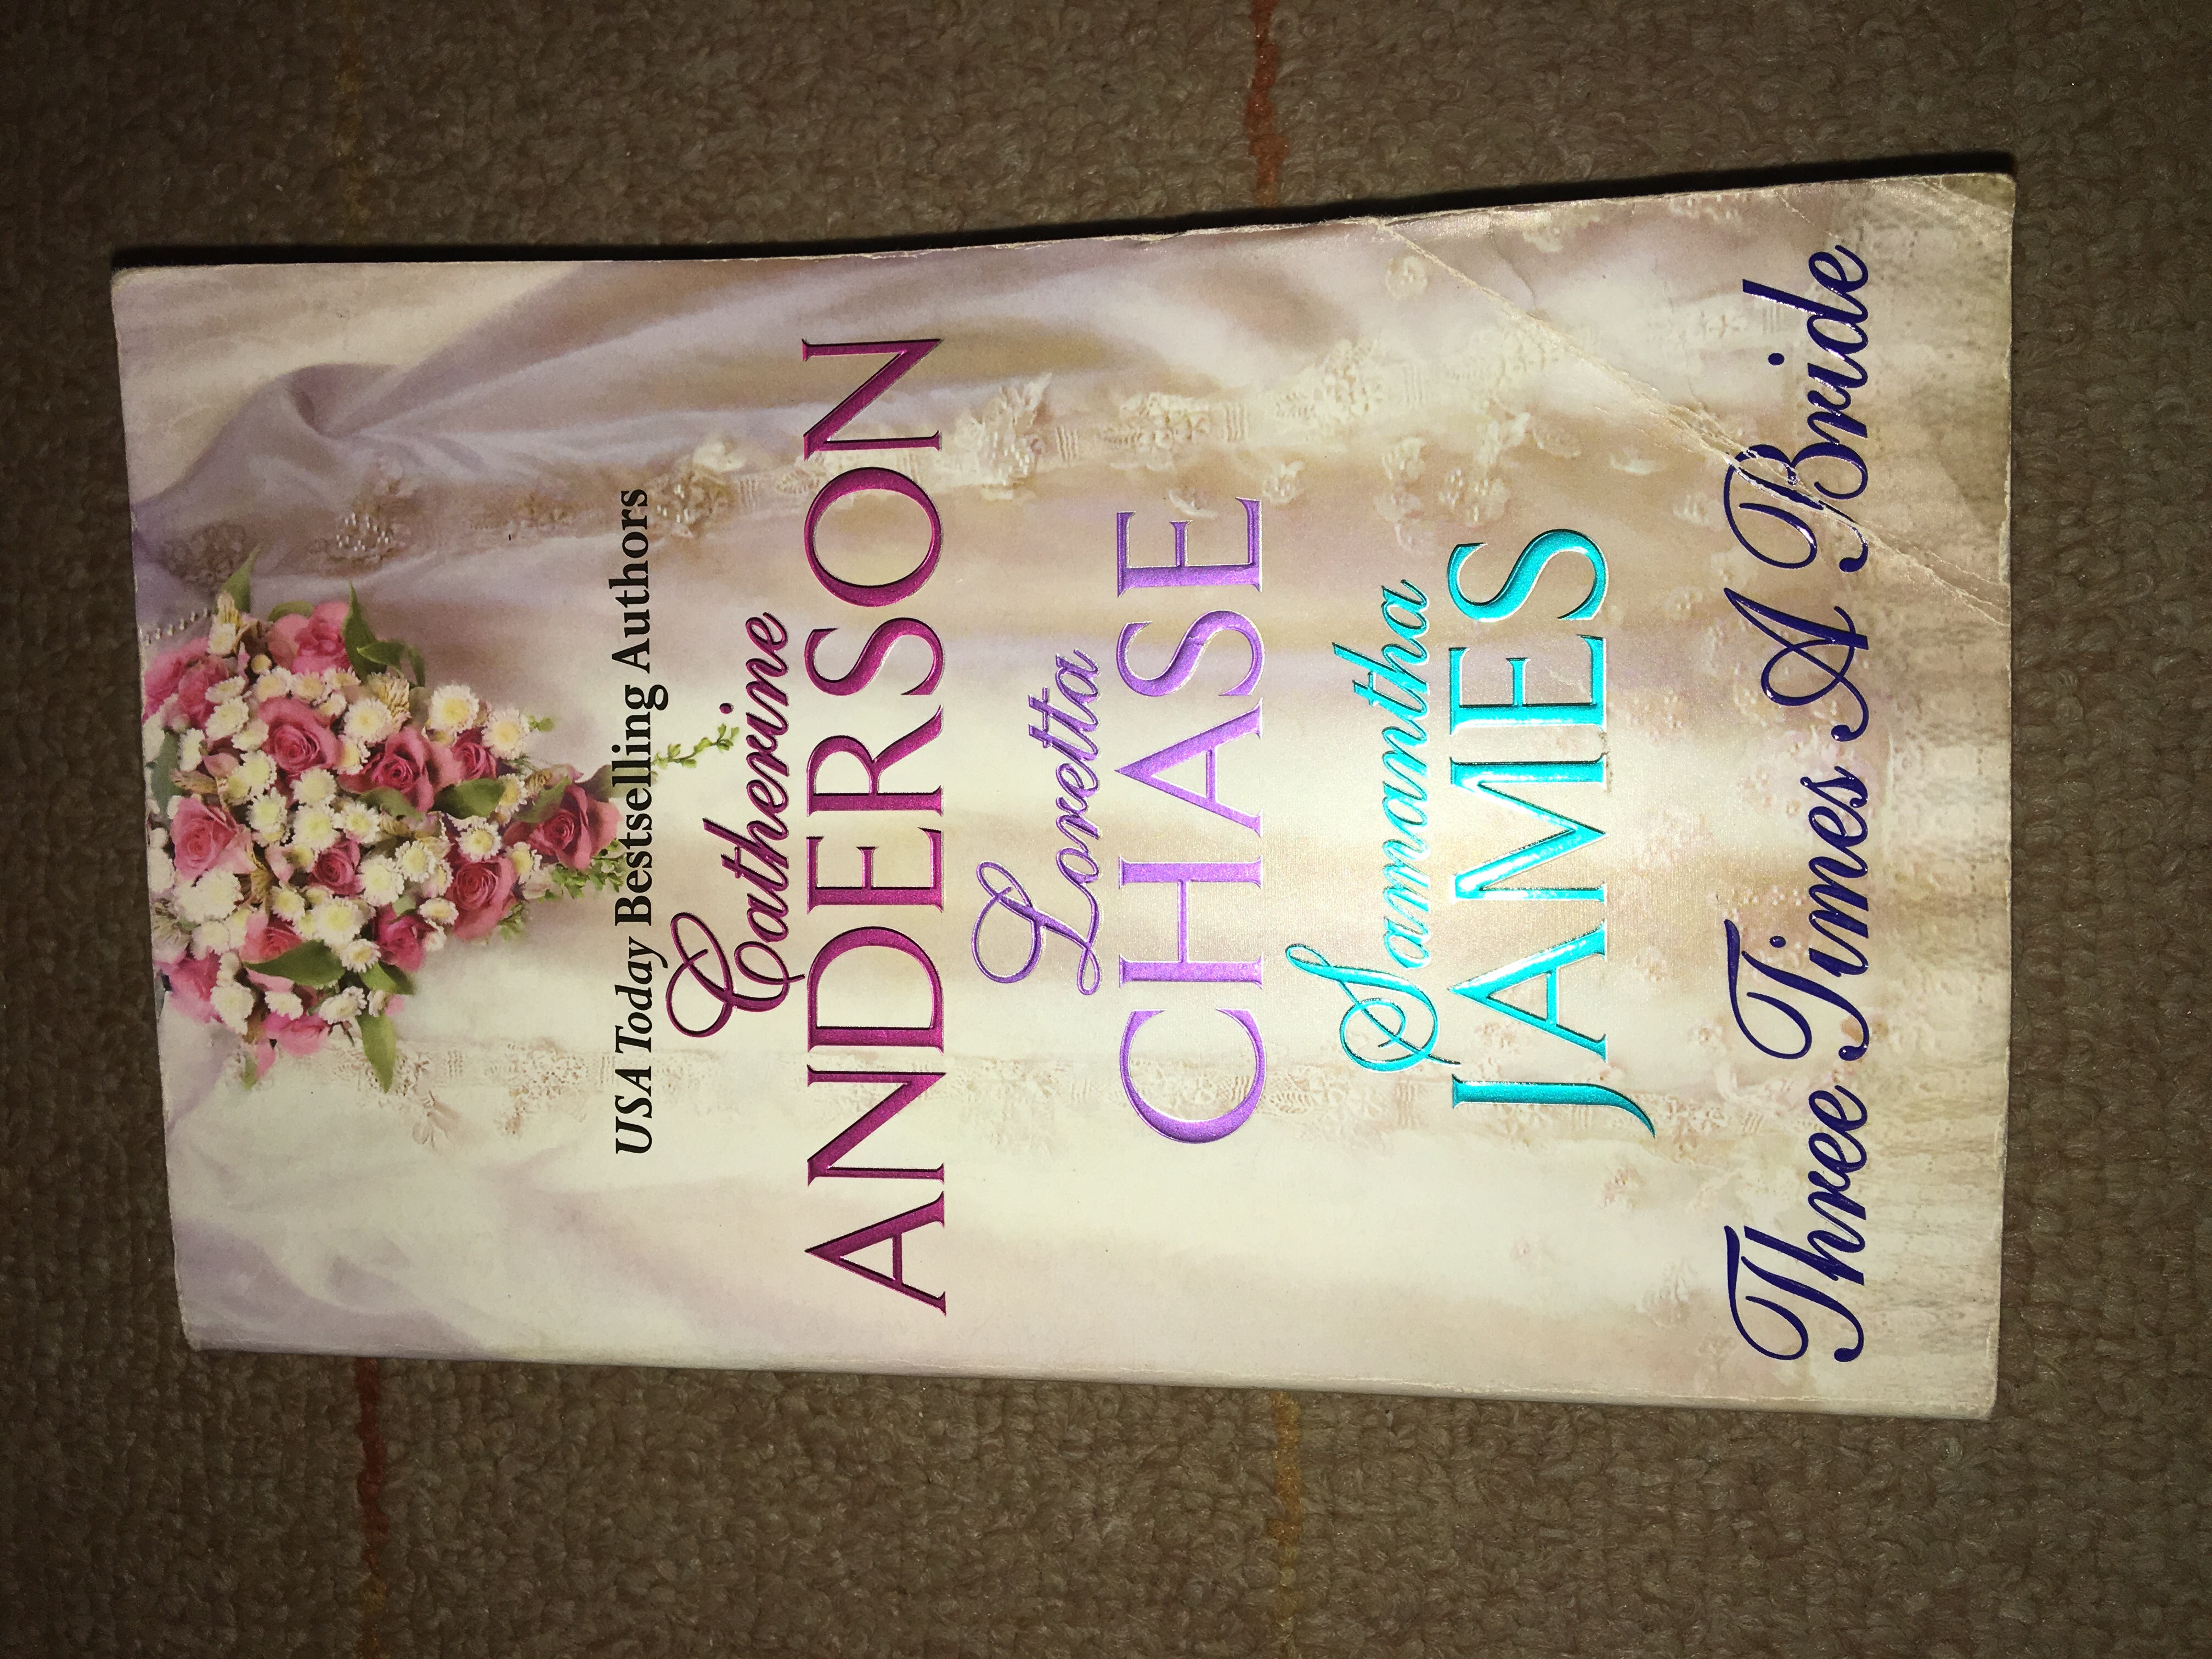 USA Today Bestselling Authors
Catherine
ANDERSON
Loretta
CHASE
Samantha
JAMES
Three Times A Bride